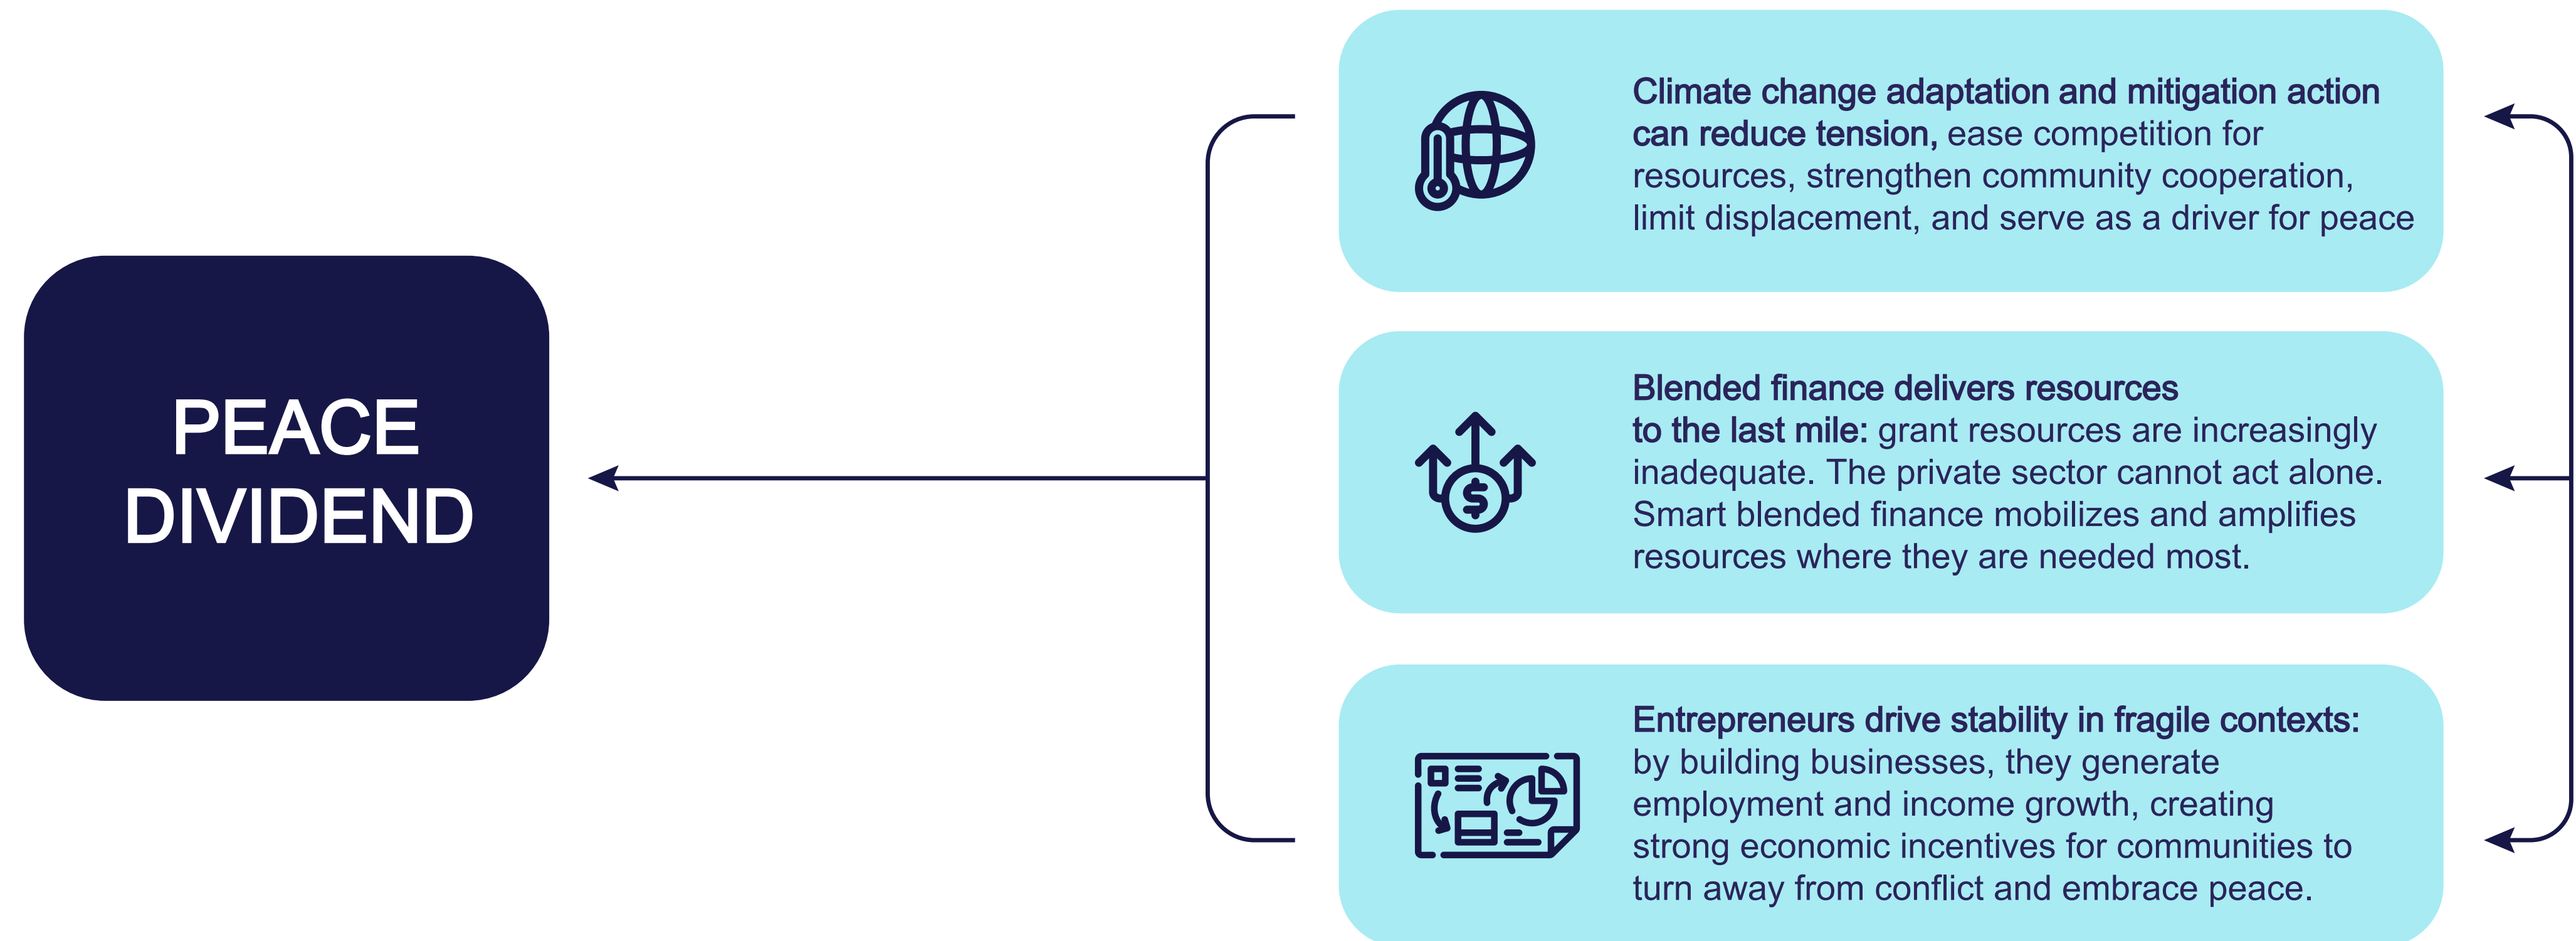 PEACE
DIVIDEND
Climate change adaptation and mitigation action
can reduce tension, ease competition for
resources, strengthen community cooperation,
limit displacement, and serve as a driver for peace
Blended finance delivers resources
to the last mile: grant resources are increasingly
inadequate. The private sector cannot act alone.
Smart blended finance mobilizes and amplifies
resources where they are needed most.
Entrepreneurs drive stability in fragile contexts:
by building businesses, they generate
employment and income growth, creating
strong economic incentives for communities to
turn away from conflict and embrace peace.